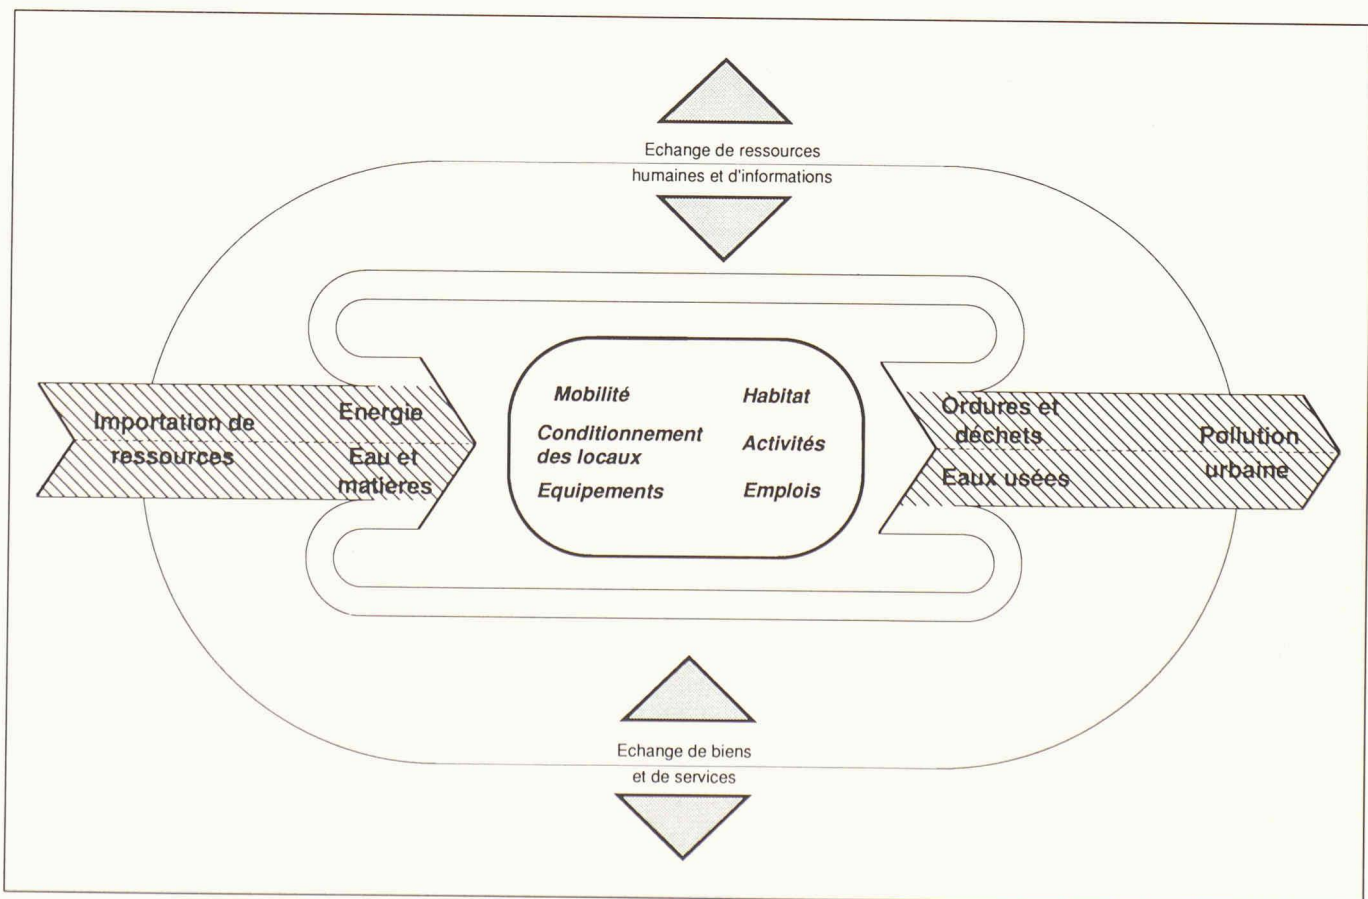 Echange de ressources
humaines et d'informations
Importation de
ressources
Energie
Eau et
matières
Mobilité
Conditionnement
des locaux
Equipements
Habitat
Activités
Emplois
Ordures et
déchets
Eaux usées
Pollution
urbaine
Echange de biens
et de services